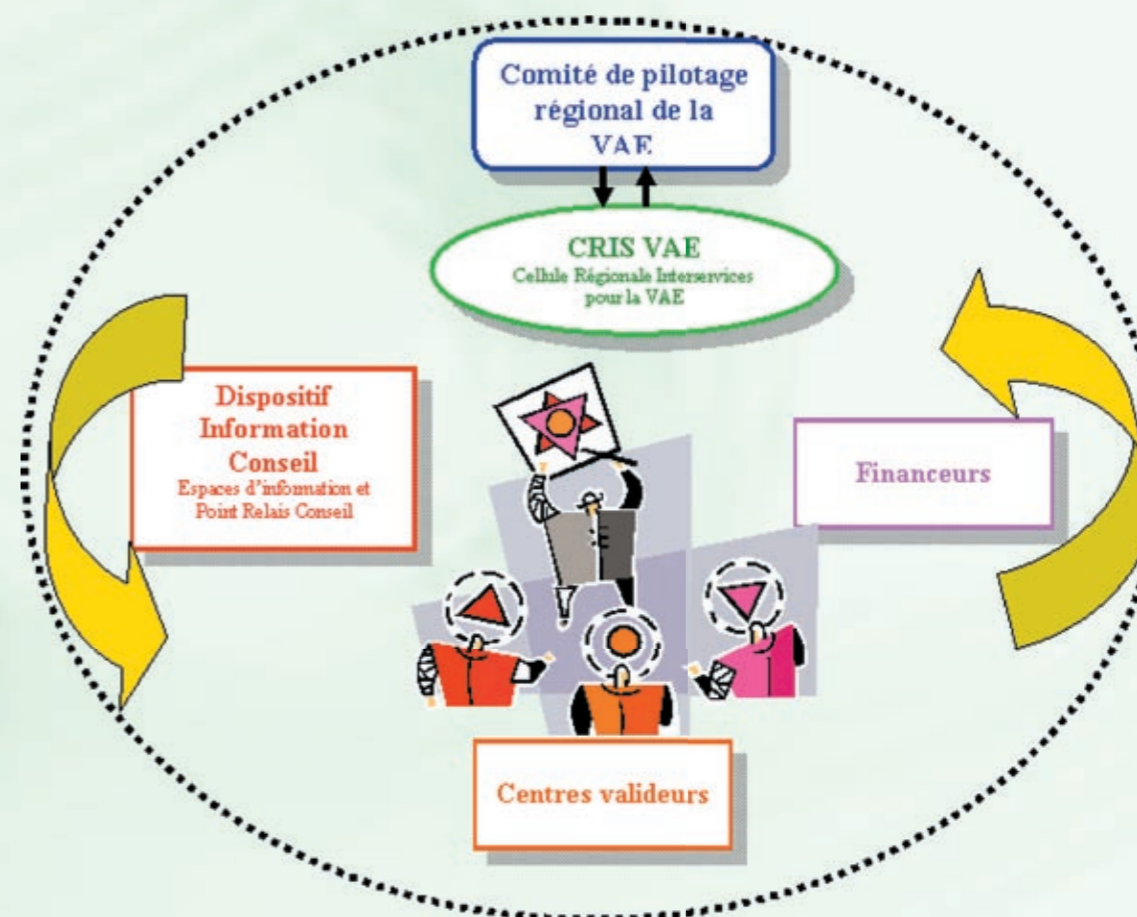 Comité de pilotage
régional de la
VAE
CRIS VAE
Cellule Régionale Interservices
pour la VAE
Dispositif
Information
Conseil
Espaces d'information et
Point Relais Conseil
Financeurs
Centres valideurs